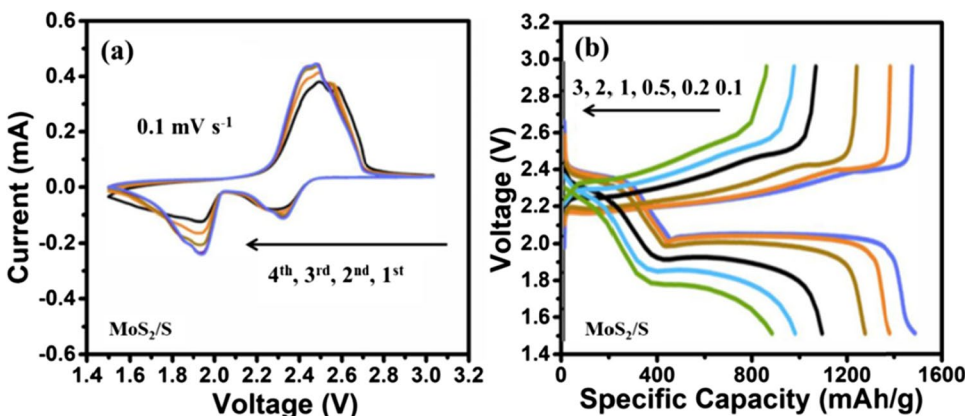 (a)
0.1 mV s⁻¹
4ᵗʰ, 3ʳᵈ, 2ⁿᵈ, 1ˢᵗ
MoS₂/S
Current (mA)
0.6
0.4
0.2
0.0
-0.2
-0.4
-0.6
1.4 1.6 1.8 2.0 2.2 2.4 2.6 2.8 3.0 3.2
Voltage (V)
(b)
3, 2, 1, 0.5, 0.2 0.1
MoS₂/S
Voltage (V)
3.2
3.0
2.8
2.6
2.4
2.2
2.0
1.8
1.6
1.4
0 400 800 1200 1600
Specific Capacity (mAh/g)